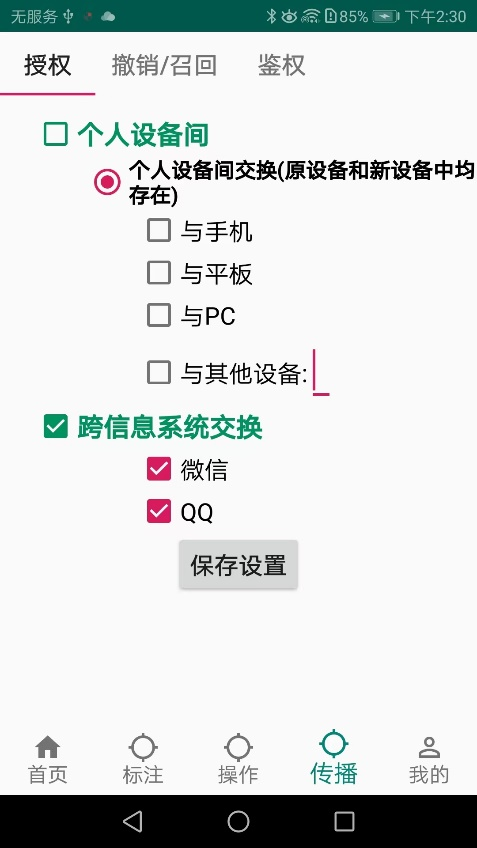 无服务 85% 下午2:30
授权 撤销/召回 鉴权
个人设备间
个人设备间交换(原设备和新设备中均
存在)
与手机
与平板
与PC
与其他设备:
跨信息系统交换
微信
QQ
保存设置
首页 标注 操作 传播 我的